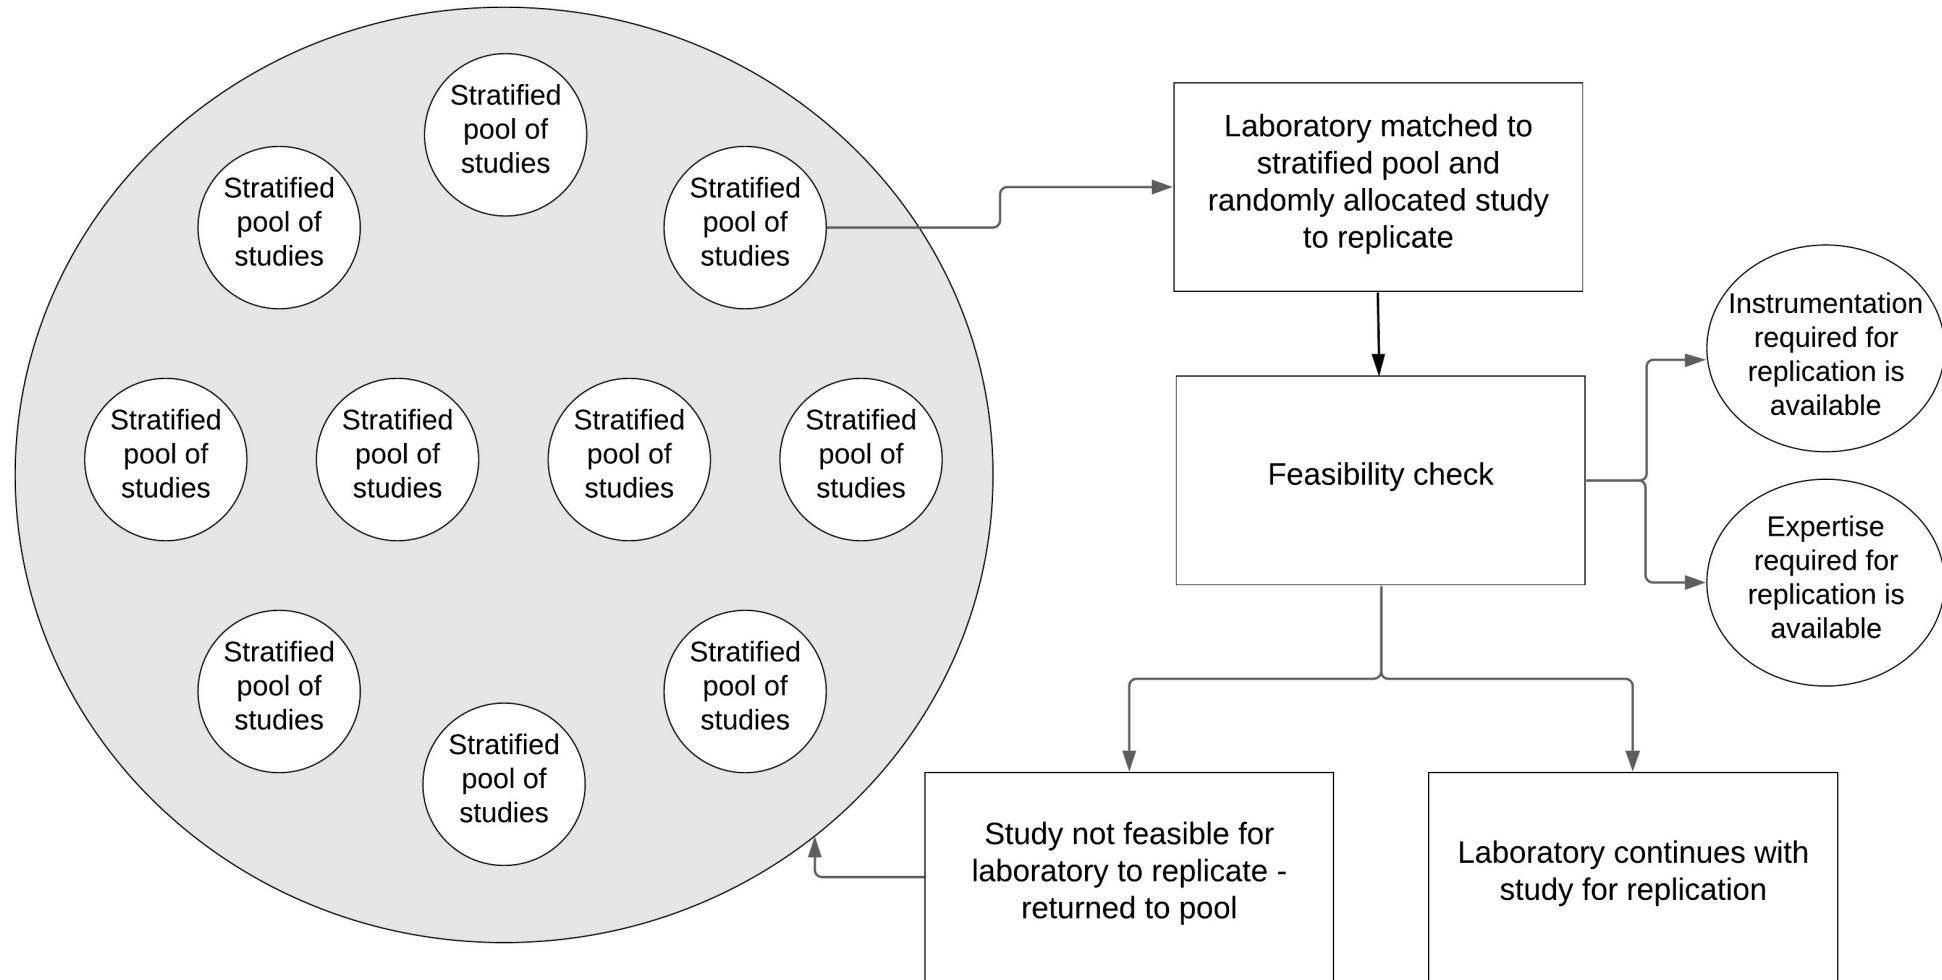 Stratified
pool of
studies
Stratified
pool of
studies
Stratified
pool of
studies
Stratified
pool of
studies
Stratified
pool of
studies
Stratified
pool of
studies
Stratified
pool of
studies
Stratified
pool of
studies
Stratified
pool of
studies
Stratified
pool of
studies
Laboratory matched to
stratified pool and
randomly allocated study
to replicate
Feasibility check
Instrumentation
required for
replication is
available
Expertise
required for
replication is
available
Study not feasible for
laboratory to replicate -
returned to pool
Laboratory continues with
study for replication